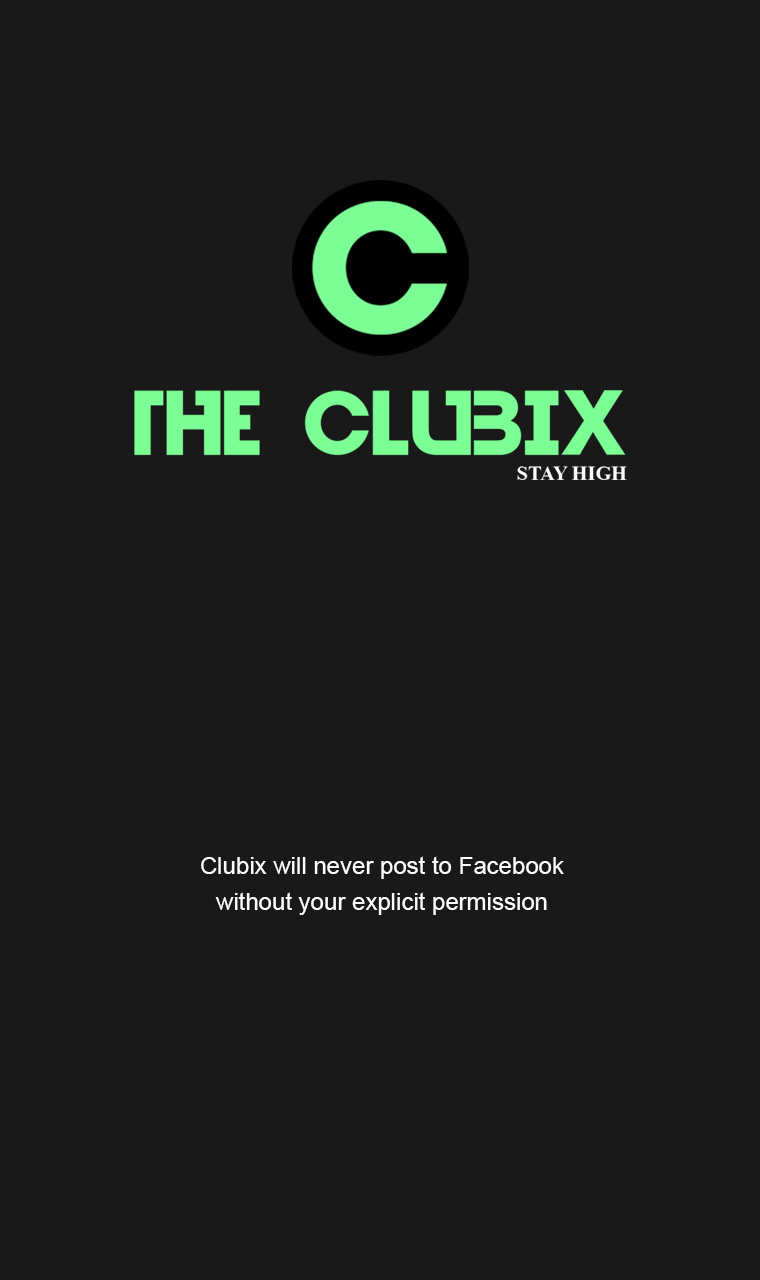 C
THE CLUBIX
STAY HIGH
Clubix will never post to Facebook
without your explicit permission